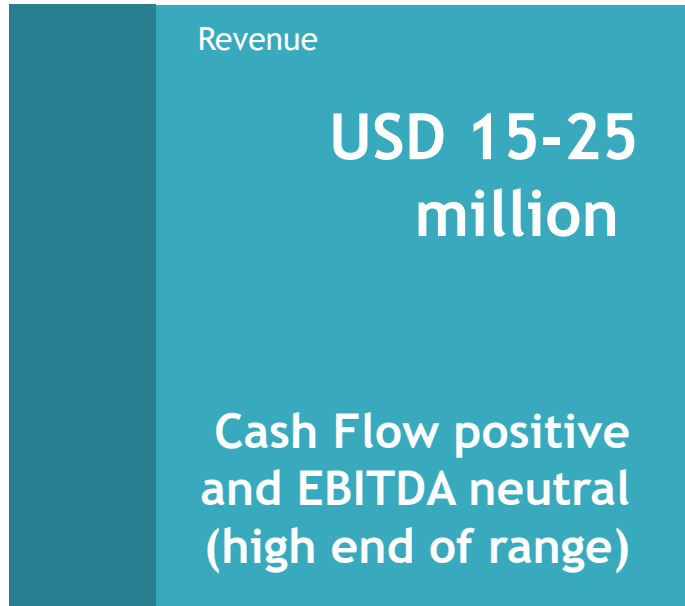 Revenue
USD 15-25
million
Cash Flow positive
and EBITDA neutral
(high end of range)